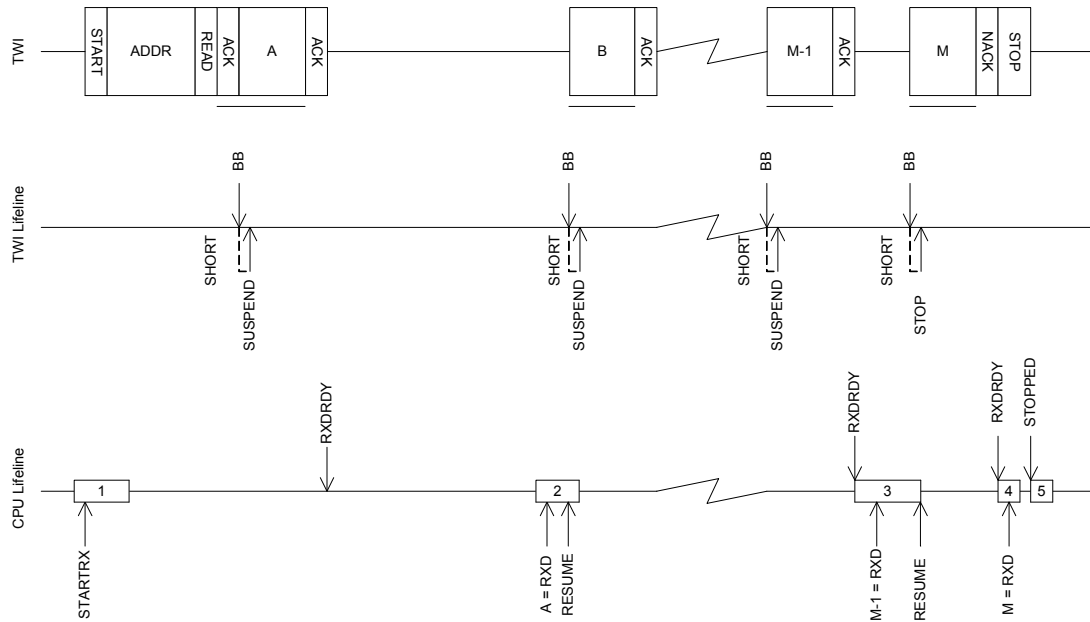 TWI
START
ADDR
READ
ACK
A
ACK
B
ACK
M-1
ACK
M
NACK
STOP
TWI Lifeline
BB
BB
BB
BB
SHORT
SUSPEND
SHORT
SUSPEND
SHORT
SUSPEND
SHORT
STOP
CPU Lifeline
RXDRDY
RXDRDY
RXDRDY
STOPPED
1
2
3
4
5
STARTRX
A = RXD
RESUME
M-1 = RXD
RESUME
M = RXD